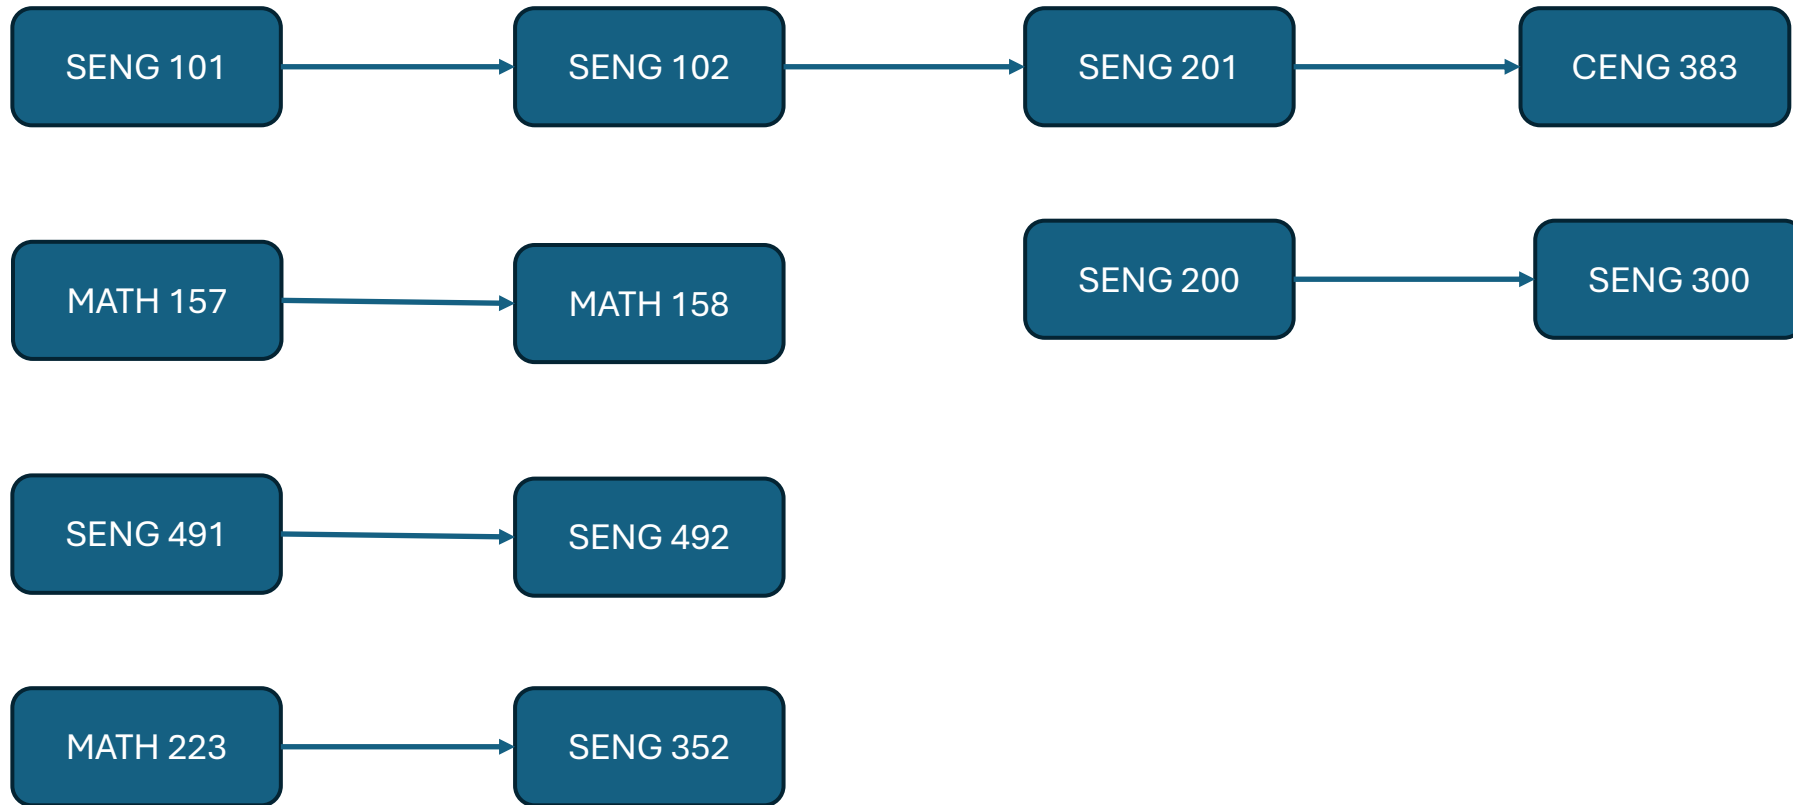 SENG 101
SENG 102
SENG 201
CENG 383
MATH 157
MATH 158
SENG 200
SENG 300
SENG 491
SENG 492
MATH 223
SENG 352